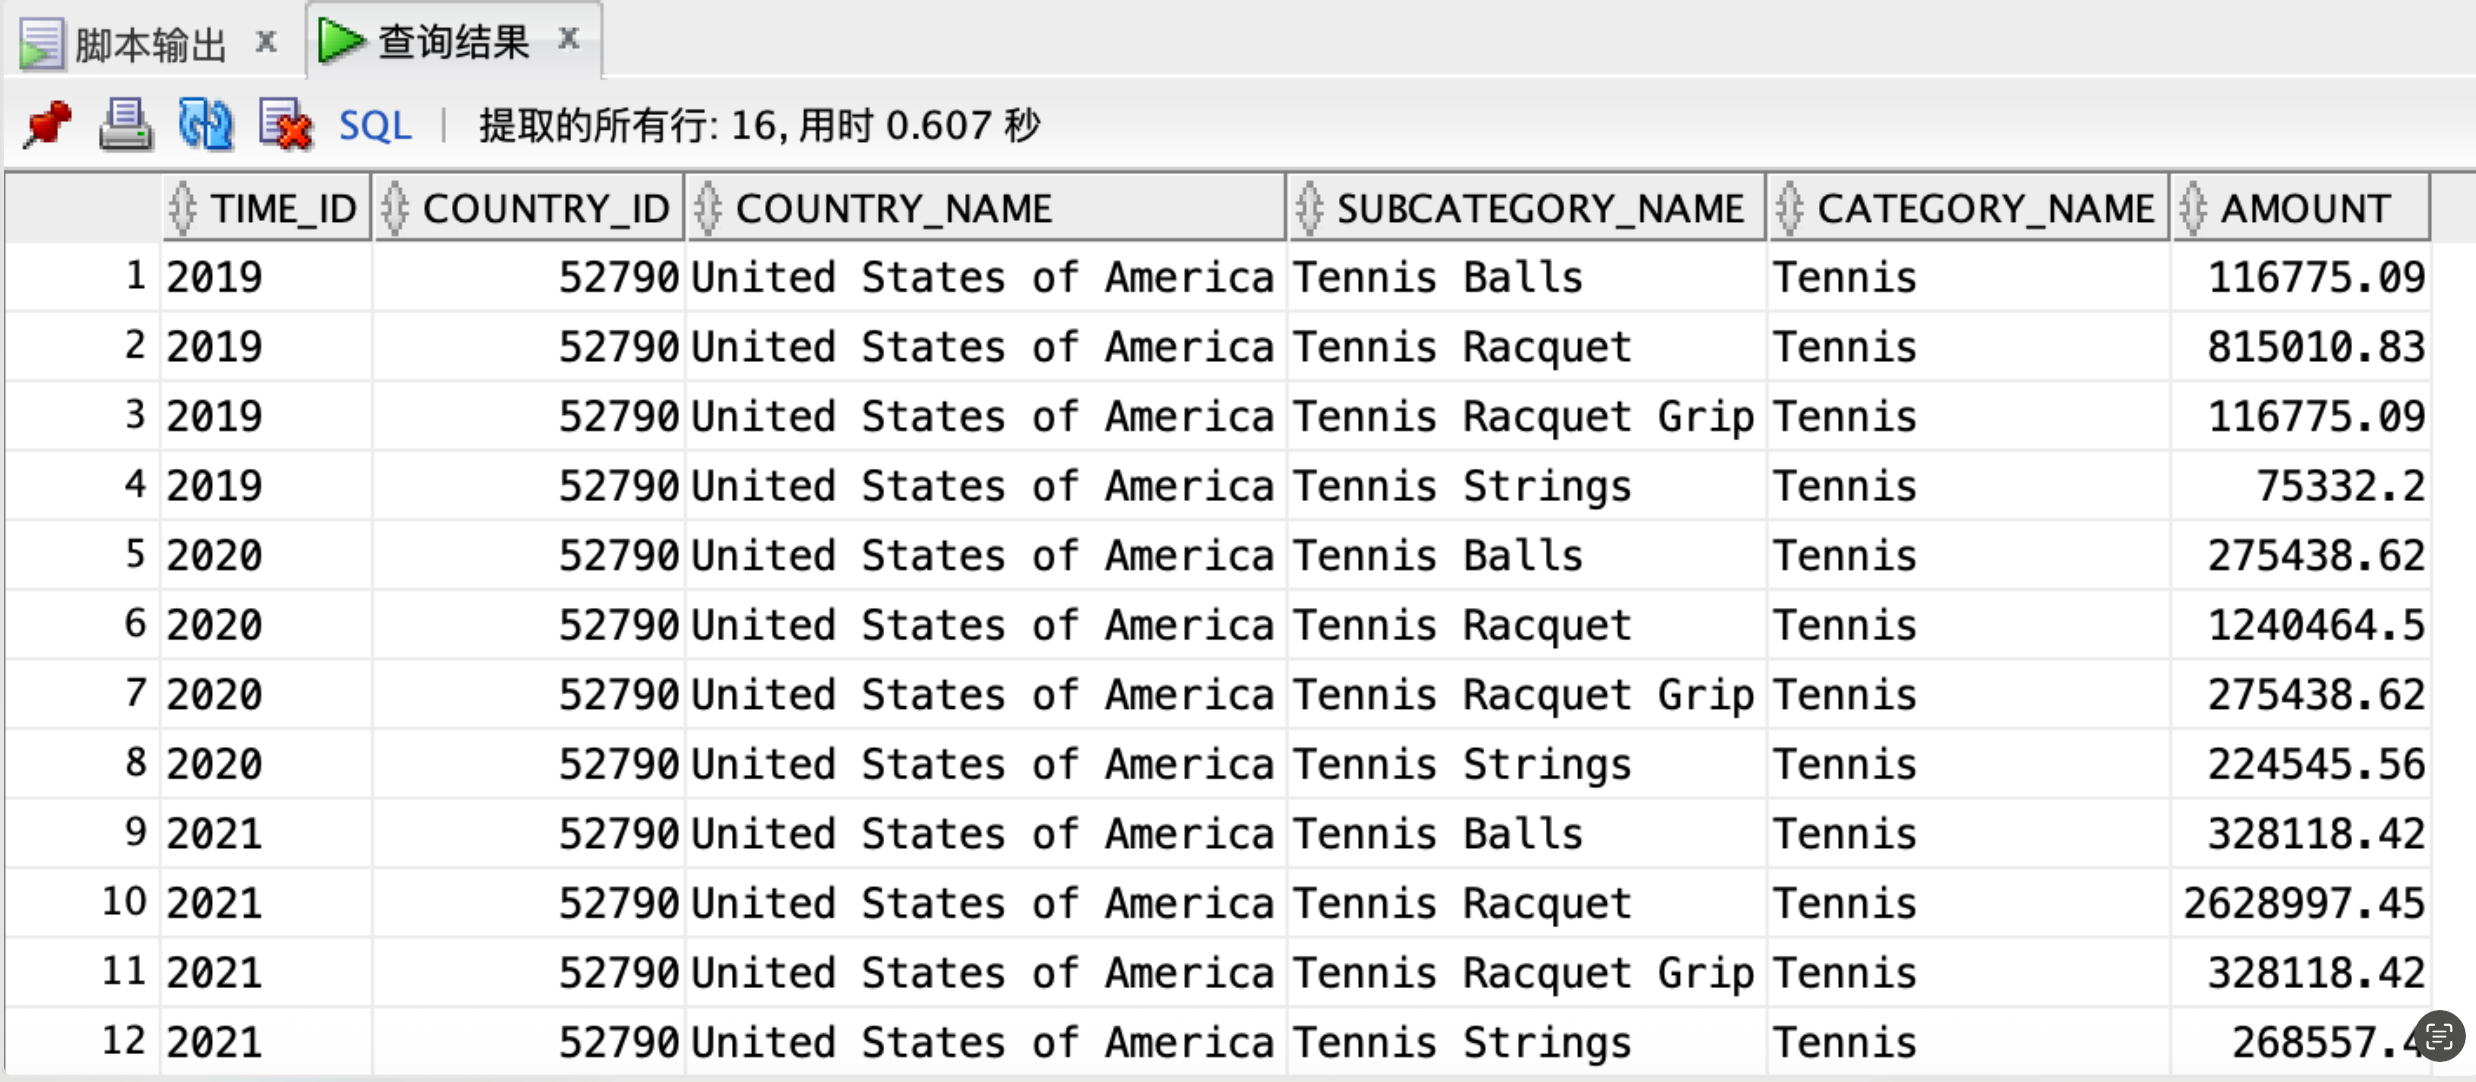 脚本输出 x 查询结果 x
SQL | 提取的所有行: 16, 用时 0.607 秒
TIME_ID COUNTRY_ID COUNTRY_NAME SUBCATEGORY_NAME CATEGORY_NAME AMOUNT
1 2019 52790 United States of America Tennis Balls Tennis 116775.09
2 2019 52790 United States of America Tennis Racquet Tennis 815010.83
3 2019 52790 United States of America Tennis Racquet Grip Tennis 116775.09
4 2019 52790 United States of America Tennis Strings Tennis 75332.2
5 2020 52790 United States of America Tennis Balls Tennis 275438.62
6 2020 52790 United States of America Tennis Racquet Tennis 1240464.5
7 2020 52790 United States of America Tennis Racquet Grip Tennis 275438.62
8 2020 52790 United States of America Tennis Strings Tennis 224545.56
9 2021 52790 United States of America Tennis Balls Tennis 328118.42
10 2021 52790 United States of America Tennis Racquet Tennis 2628997.45
11 2021 52790 United States of America Tennis Racquet Grip Tennis 328118.42
12 2021 52790 United States of America Tennis Strings Tennis